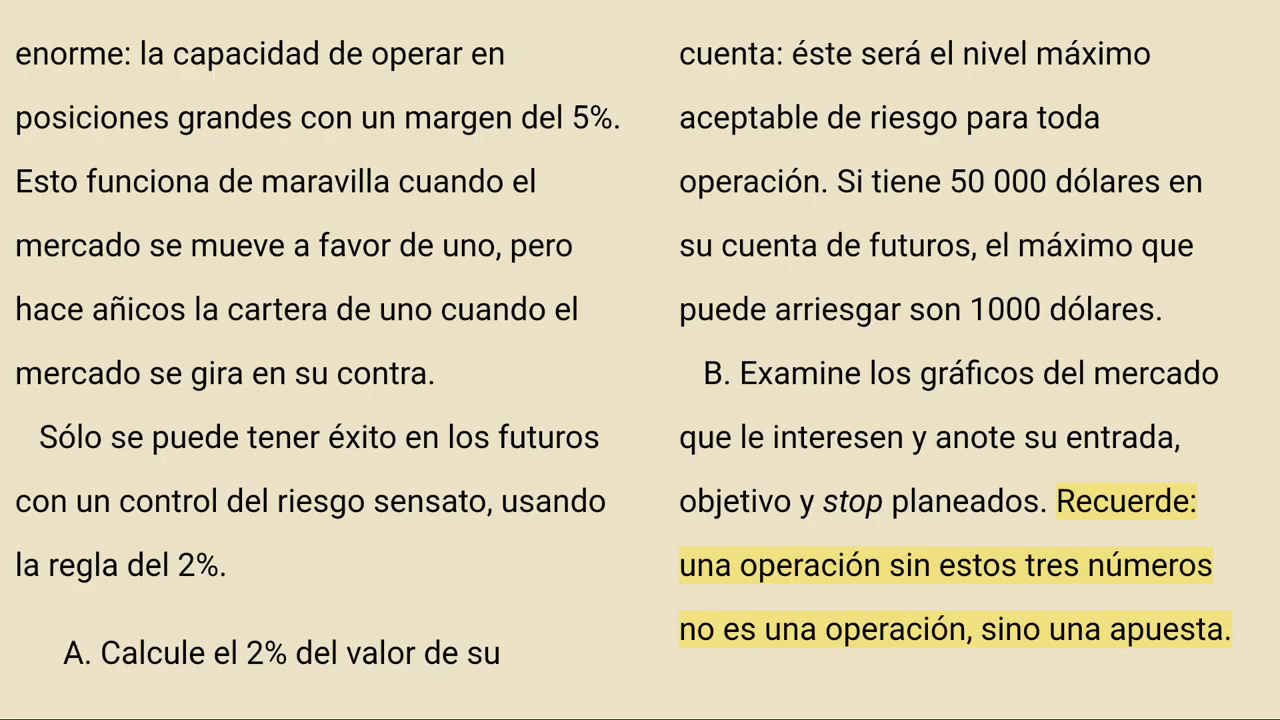 enorme: la capacidad de operar en
posiciones grandes con un margen del 5%.
Esto funciona de maravilla cuando el
mercado se mueve a favor de uno, pero
hace añicos la cartera de uno cuando el
mercado se gira en su contra.
Sólo se puede tener éxito en los futuros
con un control del riesgo sensato, usando
la regla del 2%.
A. Calcule el 2% del valor de su
cuenta: éste será el nivel máximo
aceptable de riesgo para toda
operación. Si tiene 50 000 dólares en
su cuenta de futuros, el máximo que
puede arriesgar son 1000 dólares.
B. Examine los gráficos del mercado
que le interesen y anote su entrada,
objetivo y stop planeados. Recuerde:
una operación sin estos tres números
no es una operación, sino una apuesta.